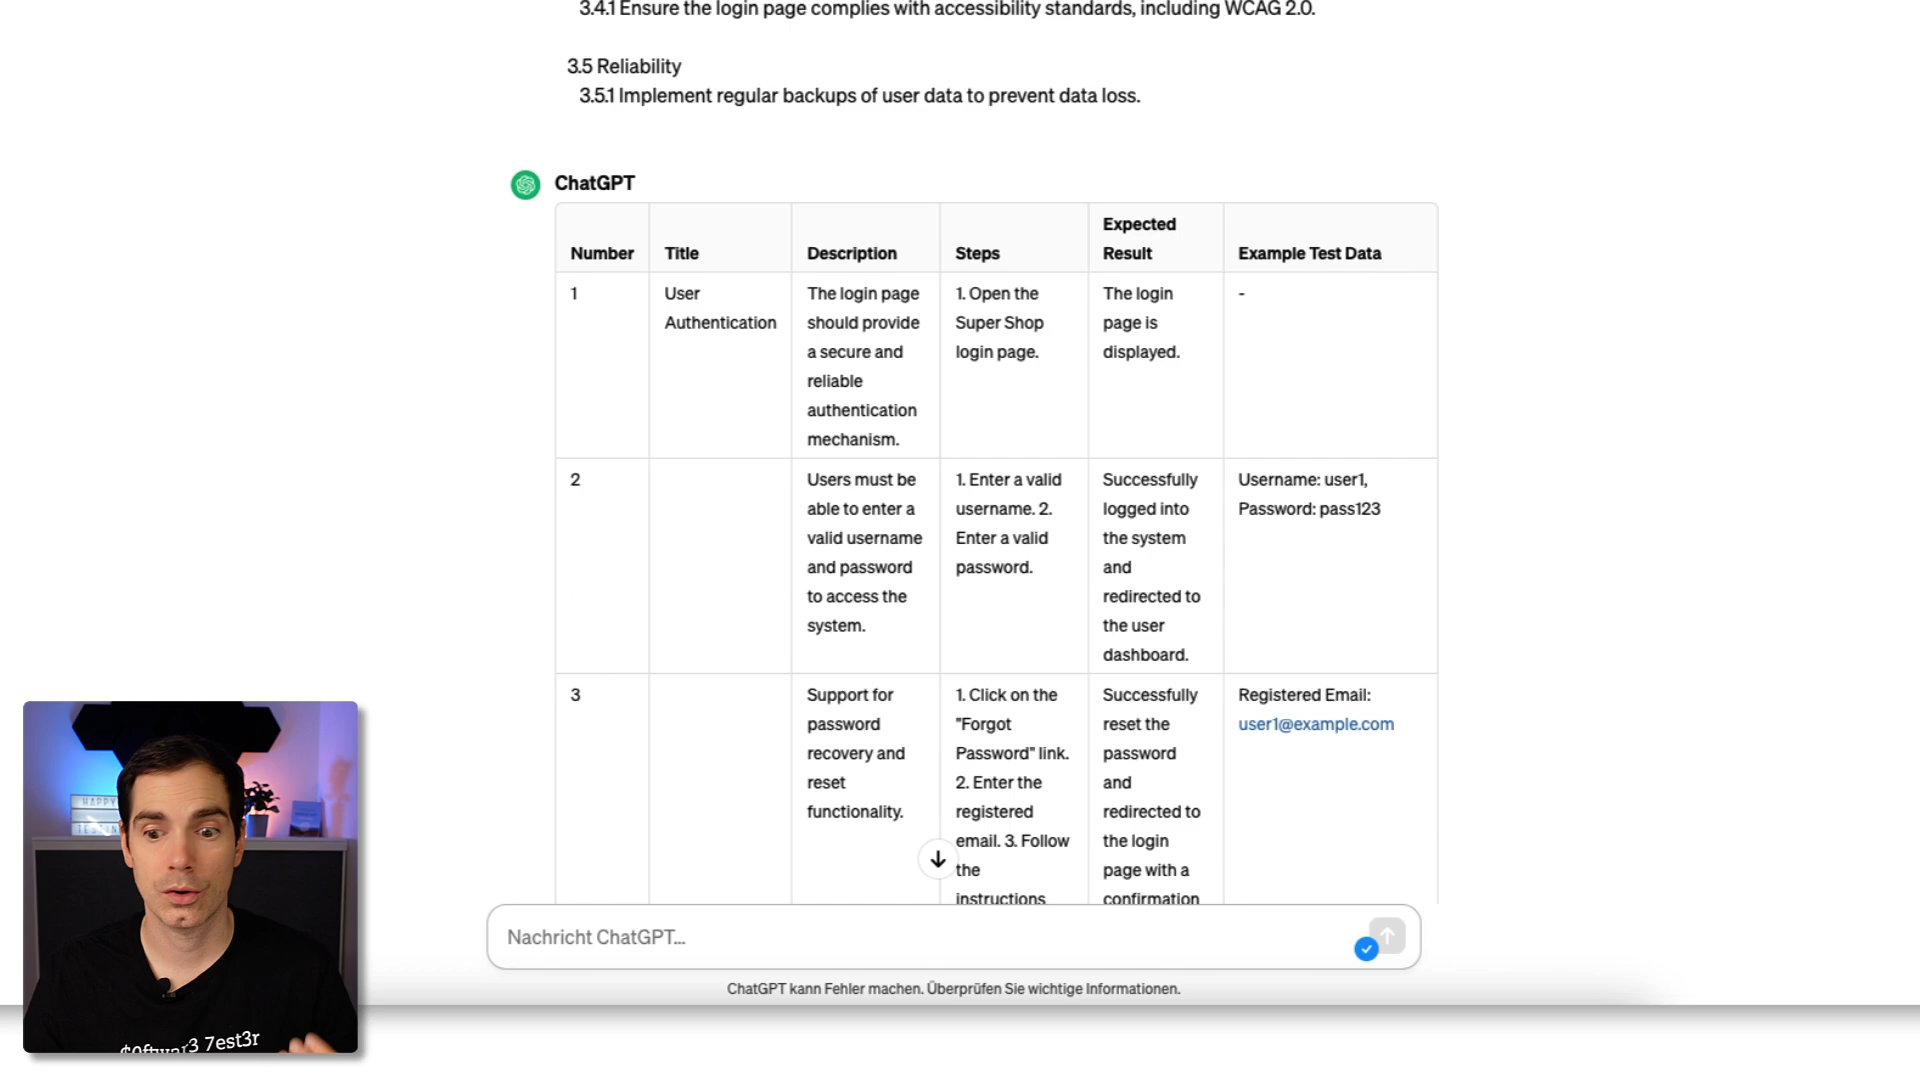 3.4.1 Ensure the login page complies with accessibility standards, including WCAG 2.0.
3.5 Reliability
3.5.1 Implement regular backups of user data to prevent data loss.
ChatGPT
Number
Title
Description
Steps
Expected
Result
Example Test Data
1
User
Authentication
The login page
should provide
a secure and
reliable
authentication
mechanism.
1. Open the
Super Shop
login page.
The login
page is
displayed.
-
2
Users must be
able to enter a
valid username
and password
to access the
system.
1. Enter a valid
username. 2.
Enter a valid
password.
Successfully
logged into
the system
and
redirected to
the user
dashboard.
Username: user1,
Password: pass123
3
Support for
password
recovery and
reset
functionality.
1. Click on the
"Forgot
Password" link.
2. Enter the
registered
email. 3. Follow
the
instructions
Successfully
reset the
password
and
redirected to
the login
page with a
confirmation
Registered Email:
user1@example.com
Nachricht ChatGPT...
ChatGPT kann Fehler machen. Überprüfen Sie wichtige Informationen.
HAPPY
TESTIN
$0ftwar3 7est3r